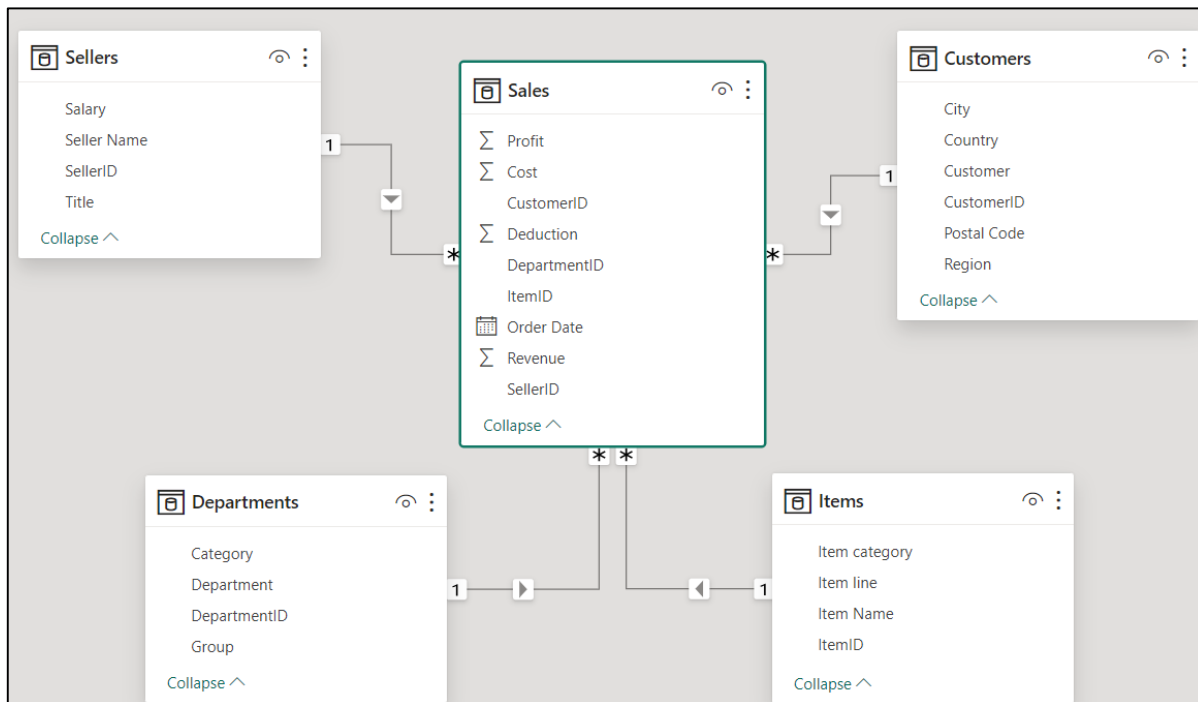 Sellers
Salary
Seller Name
SellerID
Title
Collapse
1
*
Sales
Profit
Cost
CustomerID
Deduction
DepartmentID
ItemID
Order Date
Revenue
SellerID
Collapse
Customers
City
Country
Customer
CustomerID
Postal Code
Region
Collapse
1
*
* *
Departments
Category
Department
DepartmentID
Group
Collapse
1
Items
Item category
Item line
Item Name
ItemID
Collapse
1